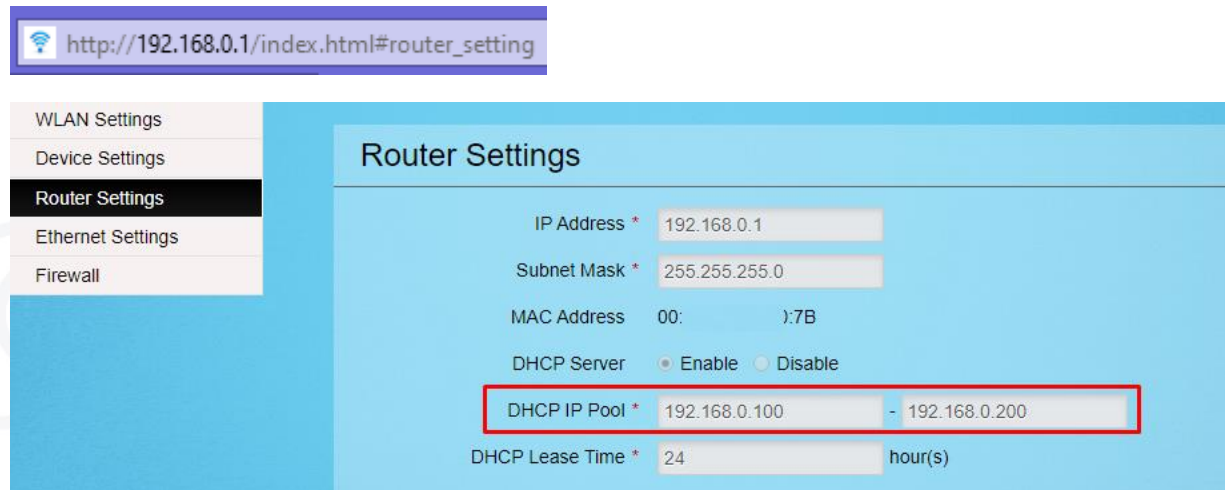 http://192.168.0.1/index.html#router_setting
WLAN Settings
Device Settings
Router Settings
Ethernet Settings
Firewall
Router Settings
IP Address * 192.168.0.1
Subnet Mask * 255.255.255.0
MAC Address 00: ):7B
DHCP Server Enable Disable
DHCP IP Pool * 192.168.0.100 - 192.168.0.200
DHCP Lease Time * 24 hour(s)